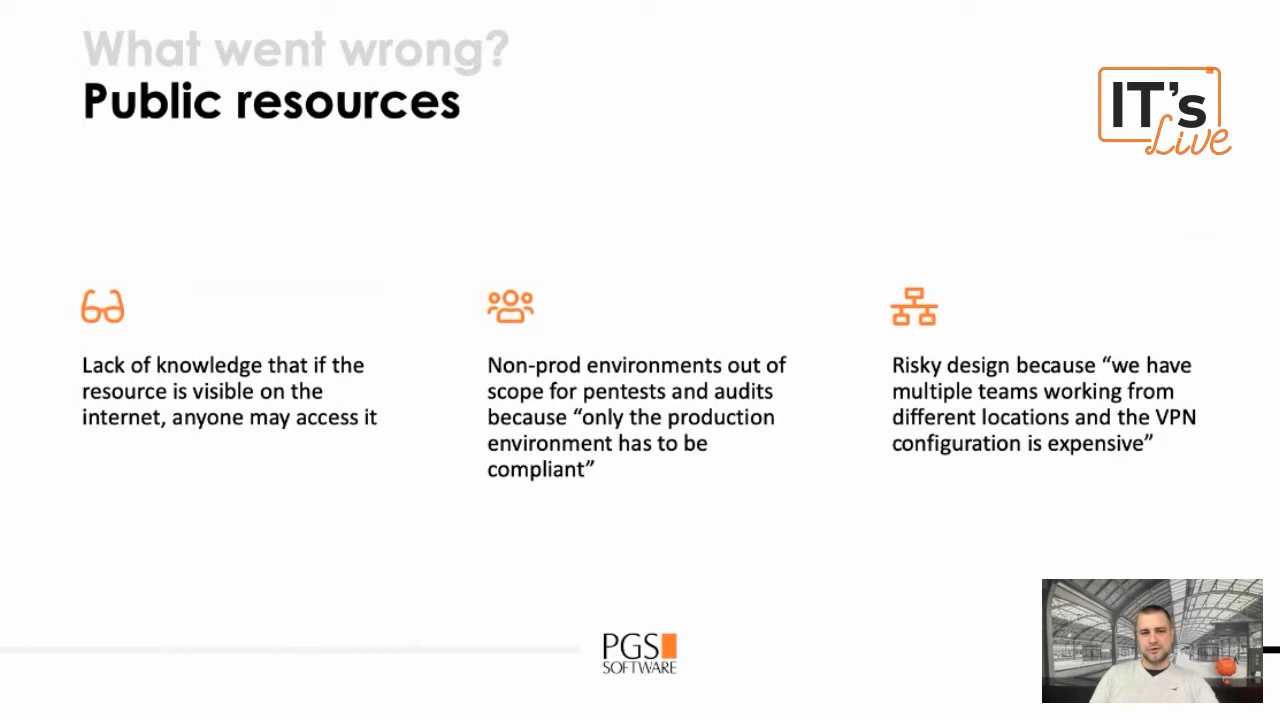 What went wrong?
Public resources
IT's
Live
Lack of knowledge that if the
resource is visible on the
internet, anyone may access it
Non-prod environments out of
scope for pentests and audits
because “only the production
environment has to be
compliant”
Risky design because “we have
multiple teams working from
different locations and the VPN
configuration is expensive”
PGS
SOFTWARE